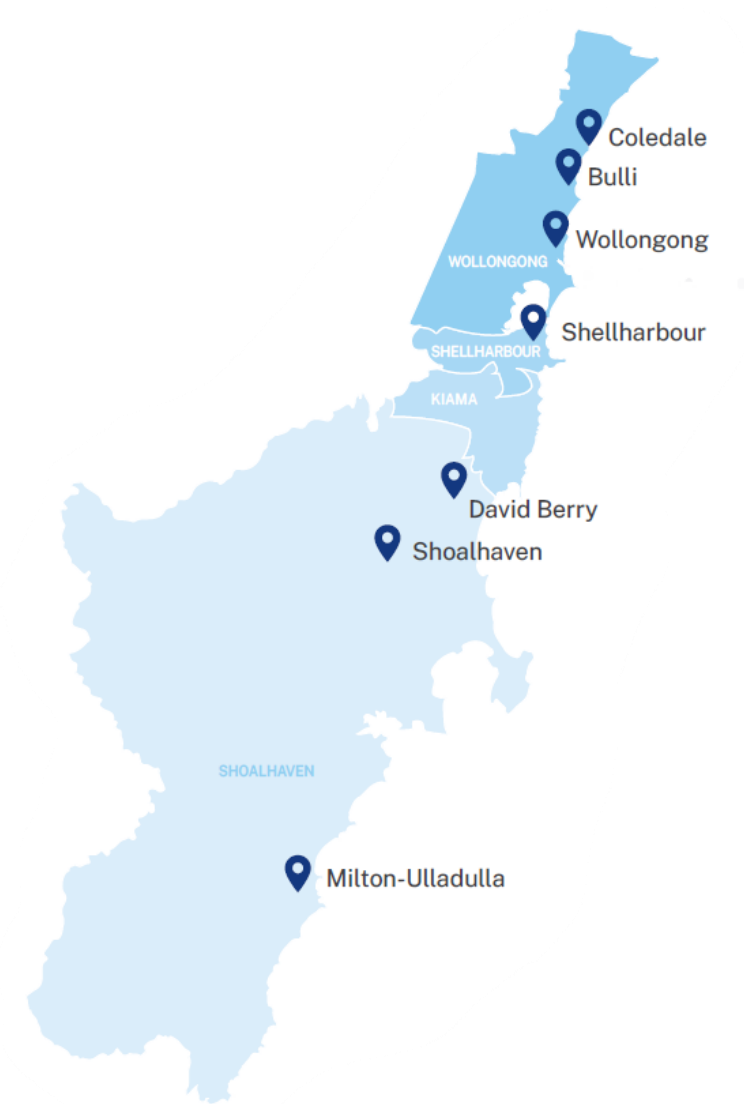 Coledale
Bulli
Wollongong
WOLLONGONG
Shellharbour
SHELLHARBOUR
KIAMA
David Berry
Shoalhaven
SHOALHAVEN
Milton-Ulladulla